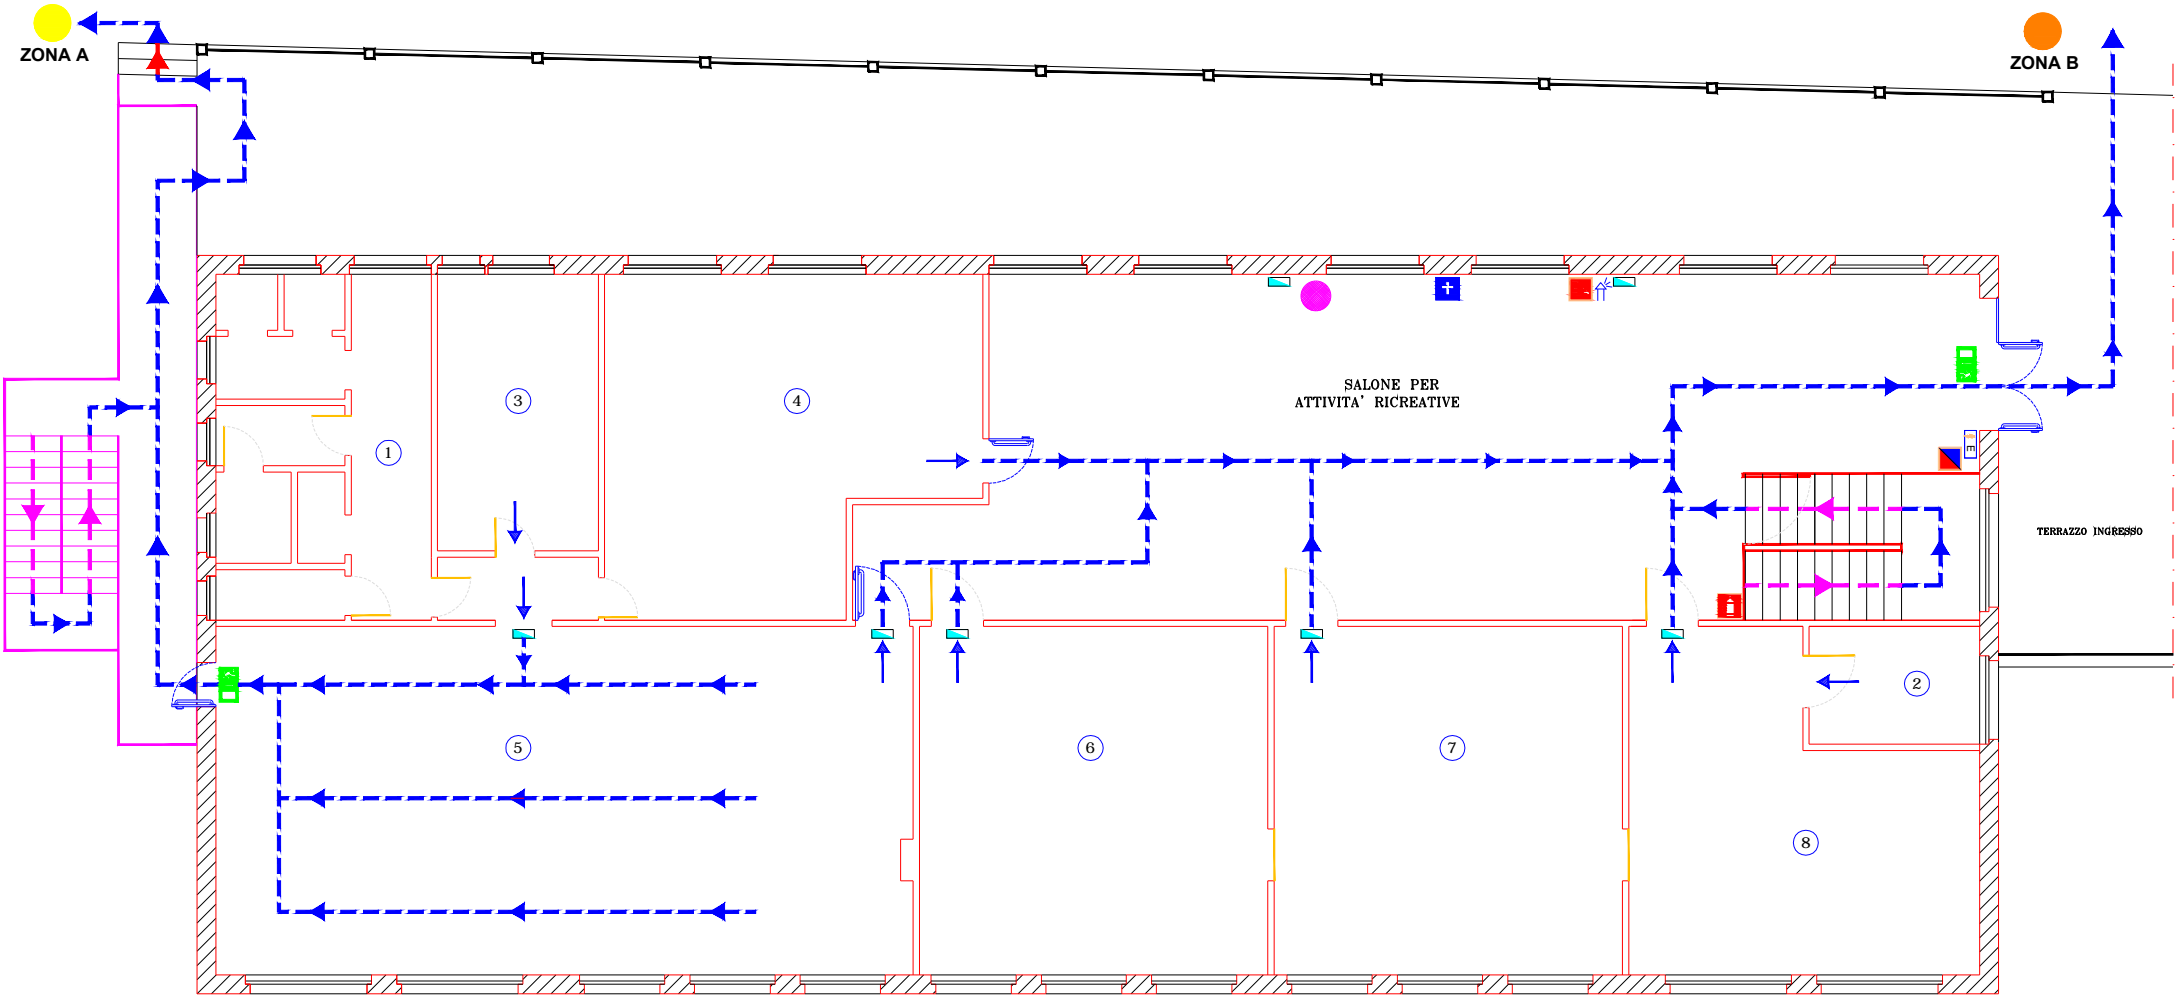 ZONA A
ZONA B
SALONE PER
ATTIVITA' RICREATIVE
3
4
1
E
TERRAZZO INGRESSO
2
5
6
7
8